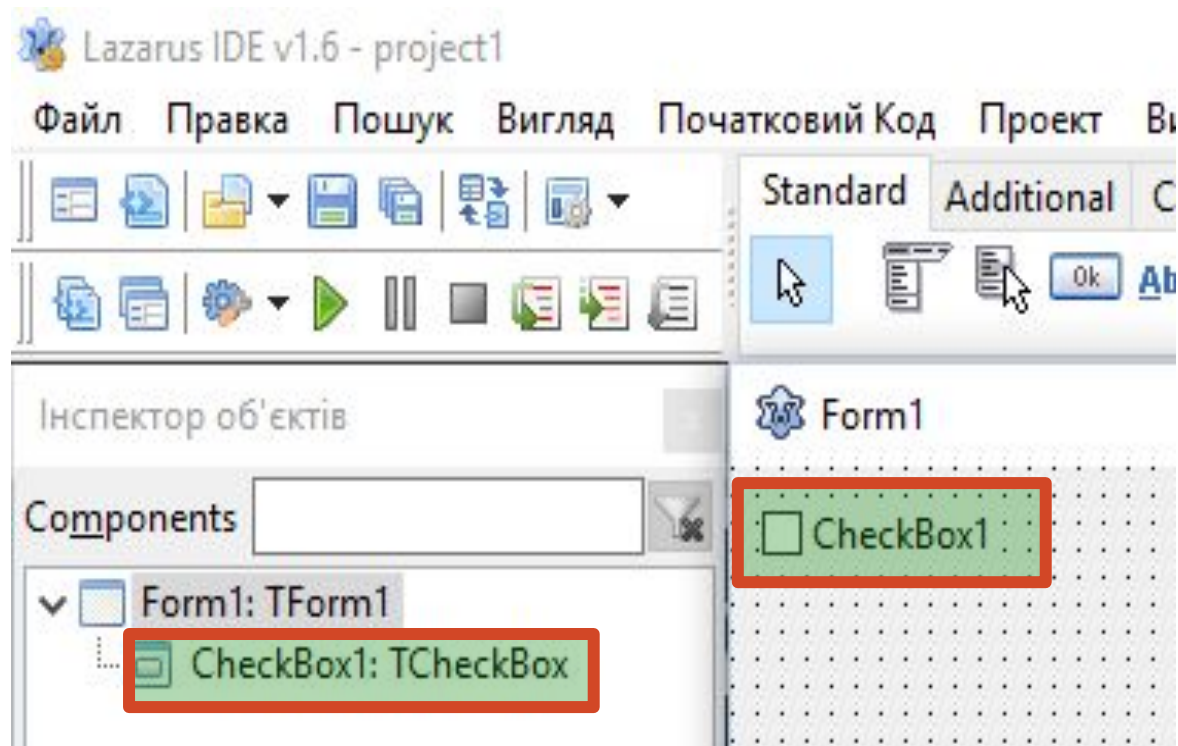 Lazarus IDE v1.6 - project1
Файл Правка Пошук Вигляд Початковий Код Проект
Standard Additional
Ok
Інспектор об'єктів
Form1
Components
CheckBox1
Form1: TForm1
CheckBox1: TCheckBox